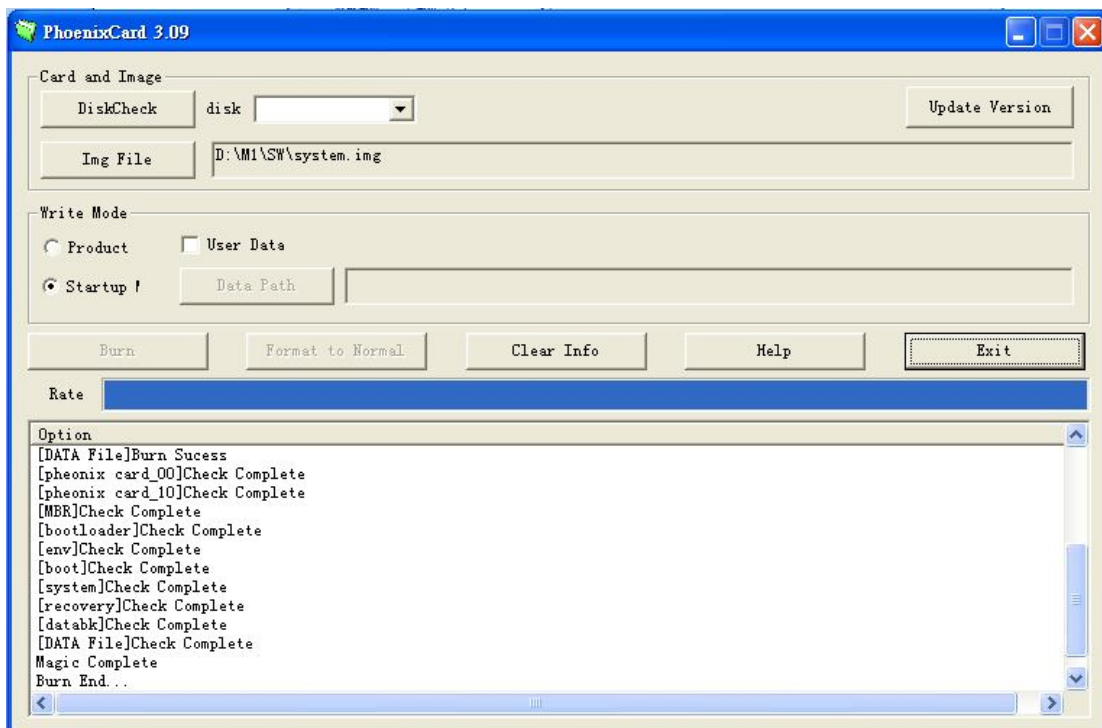 PhoenixCard 3.09
Card and Image
DiskCheck disk Update Version
Img File D:\M1\SW\system.img
Write Mode
Product User Data
Startup Data Path
Burn Format to Normal Clear Info Help Exit
Rate
Option
[DATA File]Burn Sucess
[pheonix card_00]Check Complete
[pheonix card_10]Check Complete
[MBR]Check Complete
[bootloader]Check Complete
[env]Check Complete
[boot]Check Complete
[system]Check Complete
[recovery]Check Complete
[databk]Check Complete
[DATA File]Check Complete
Magic Complete
Burn End...